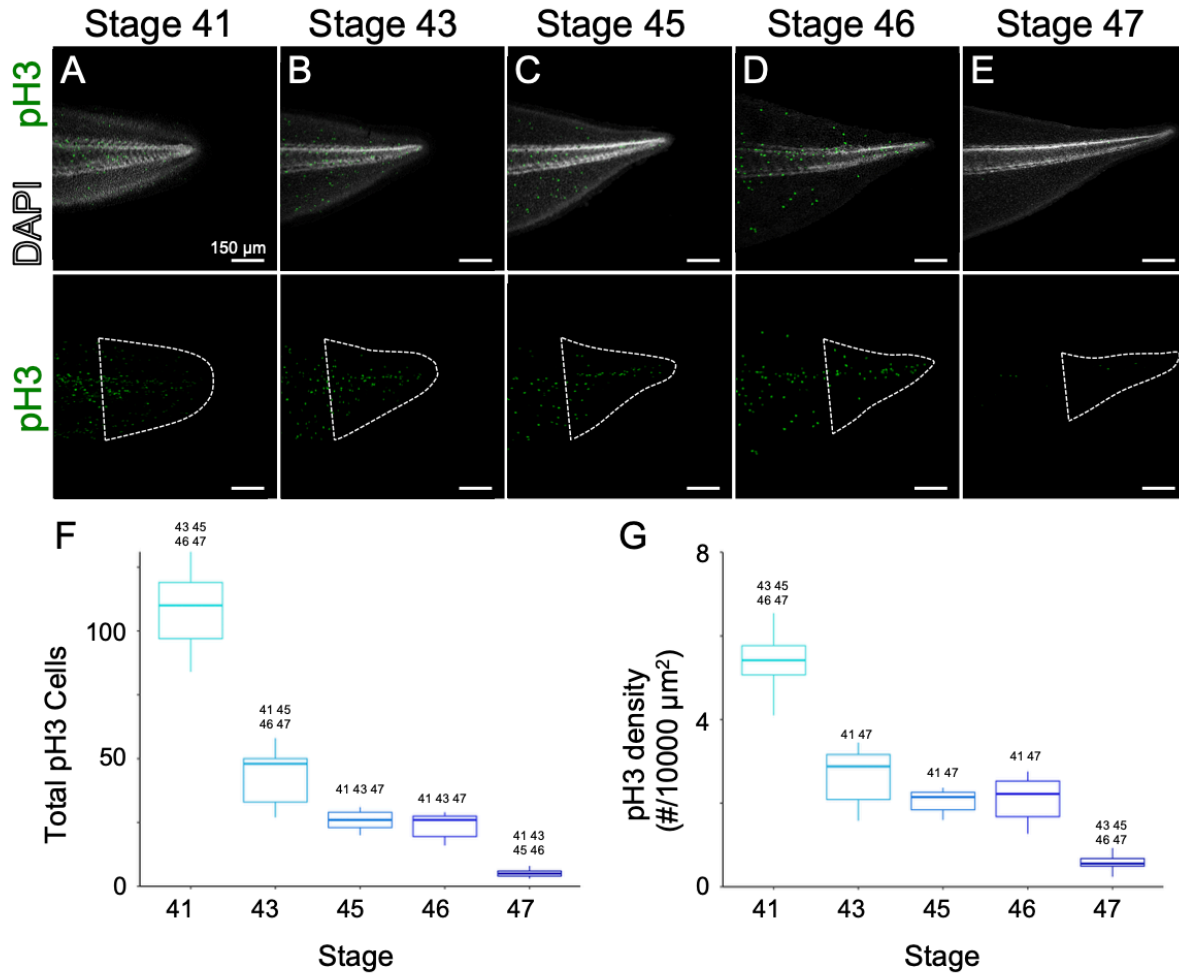 Stage 41 Stage 43 Stage 45 Stage 46 Stage 47
pH3
DAPI
A
B
C
D
E
150 μm
pH3
F
Total pH3 Cells
100
50
0
43 45
46 47
41 45
46 47
41 43 47
41 43 47
41 43
45 46
41 43 45 46 47
Stage
G
pH3 density
(#/10000 μm²)
8
4
0
43 45
46 47
41 47
41 47
41 47
43 45
46 47
41 43 45 46 47
Stage